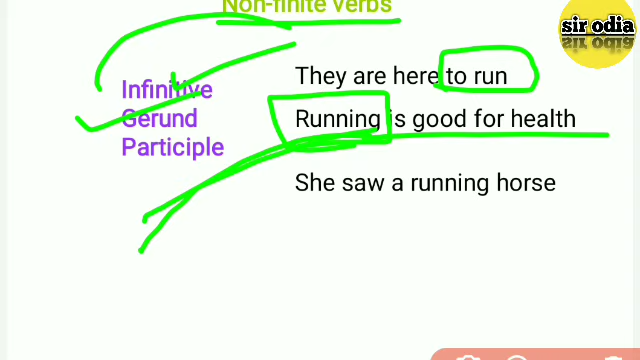 Non-finite verbs
sir odia
They are here to run
Infinitive
Gerund
Running is good for health
Participle
She saw a running horse